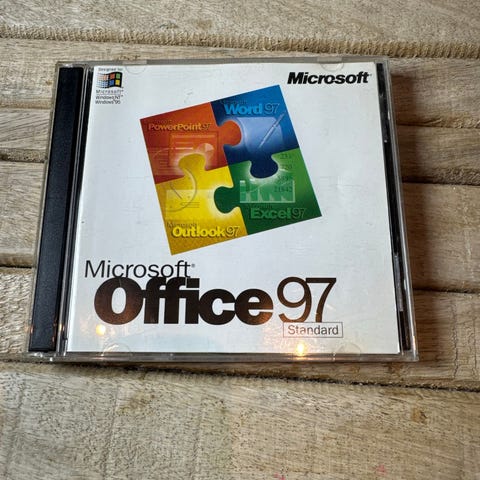 Designed for
Microsoft®
Windows NT®
Windows®95
Microsoft®
Word 97
PowerPoint 97
Outlook 97
Excel 97
Microsoft®
Office 97
Standard